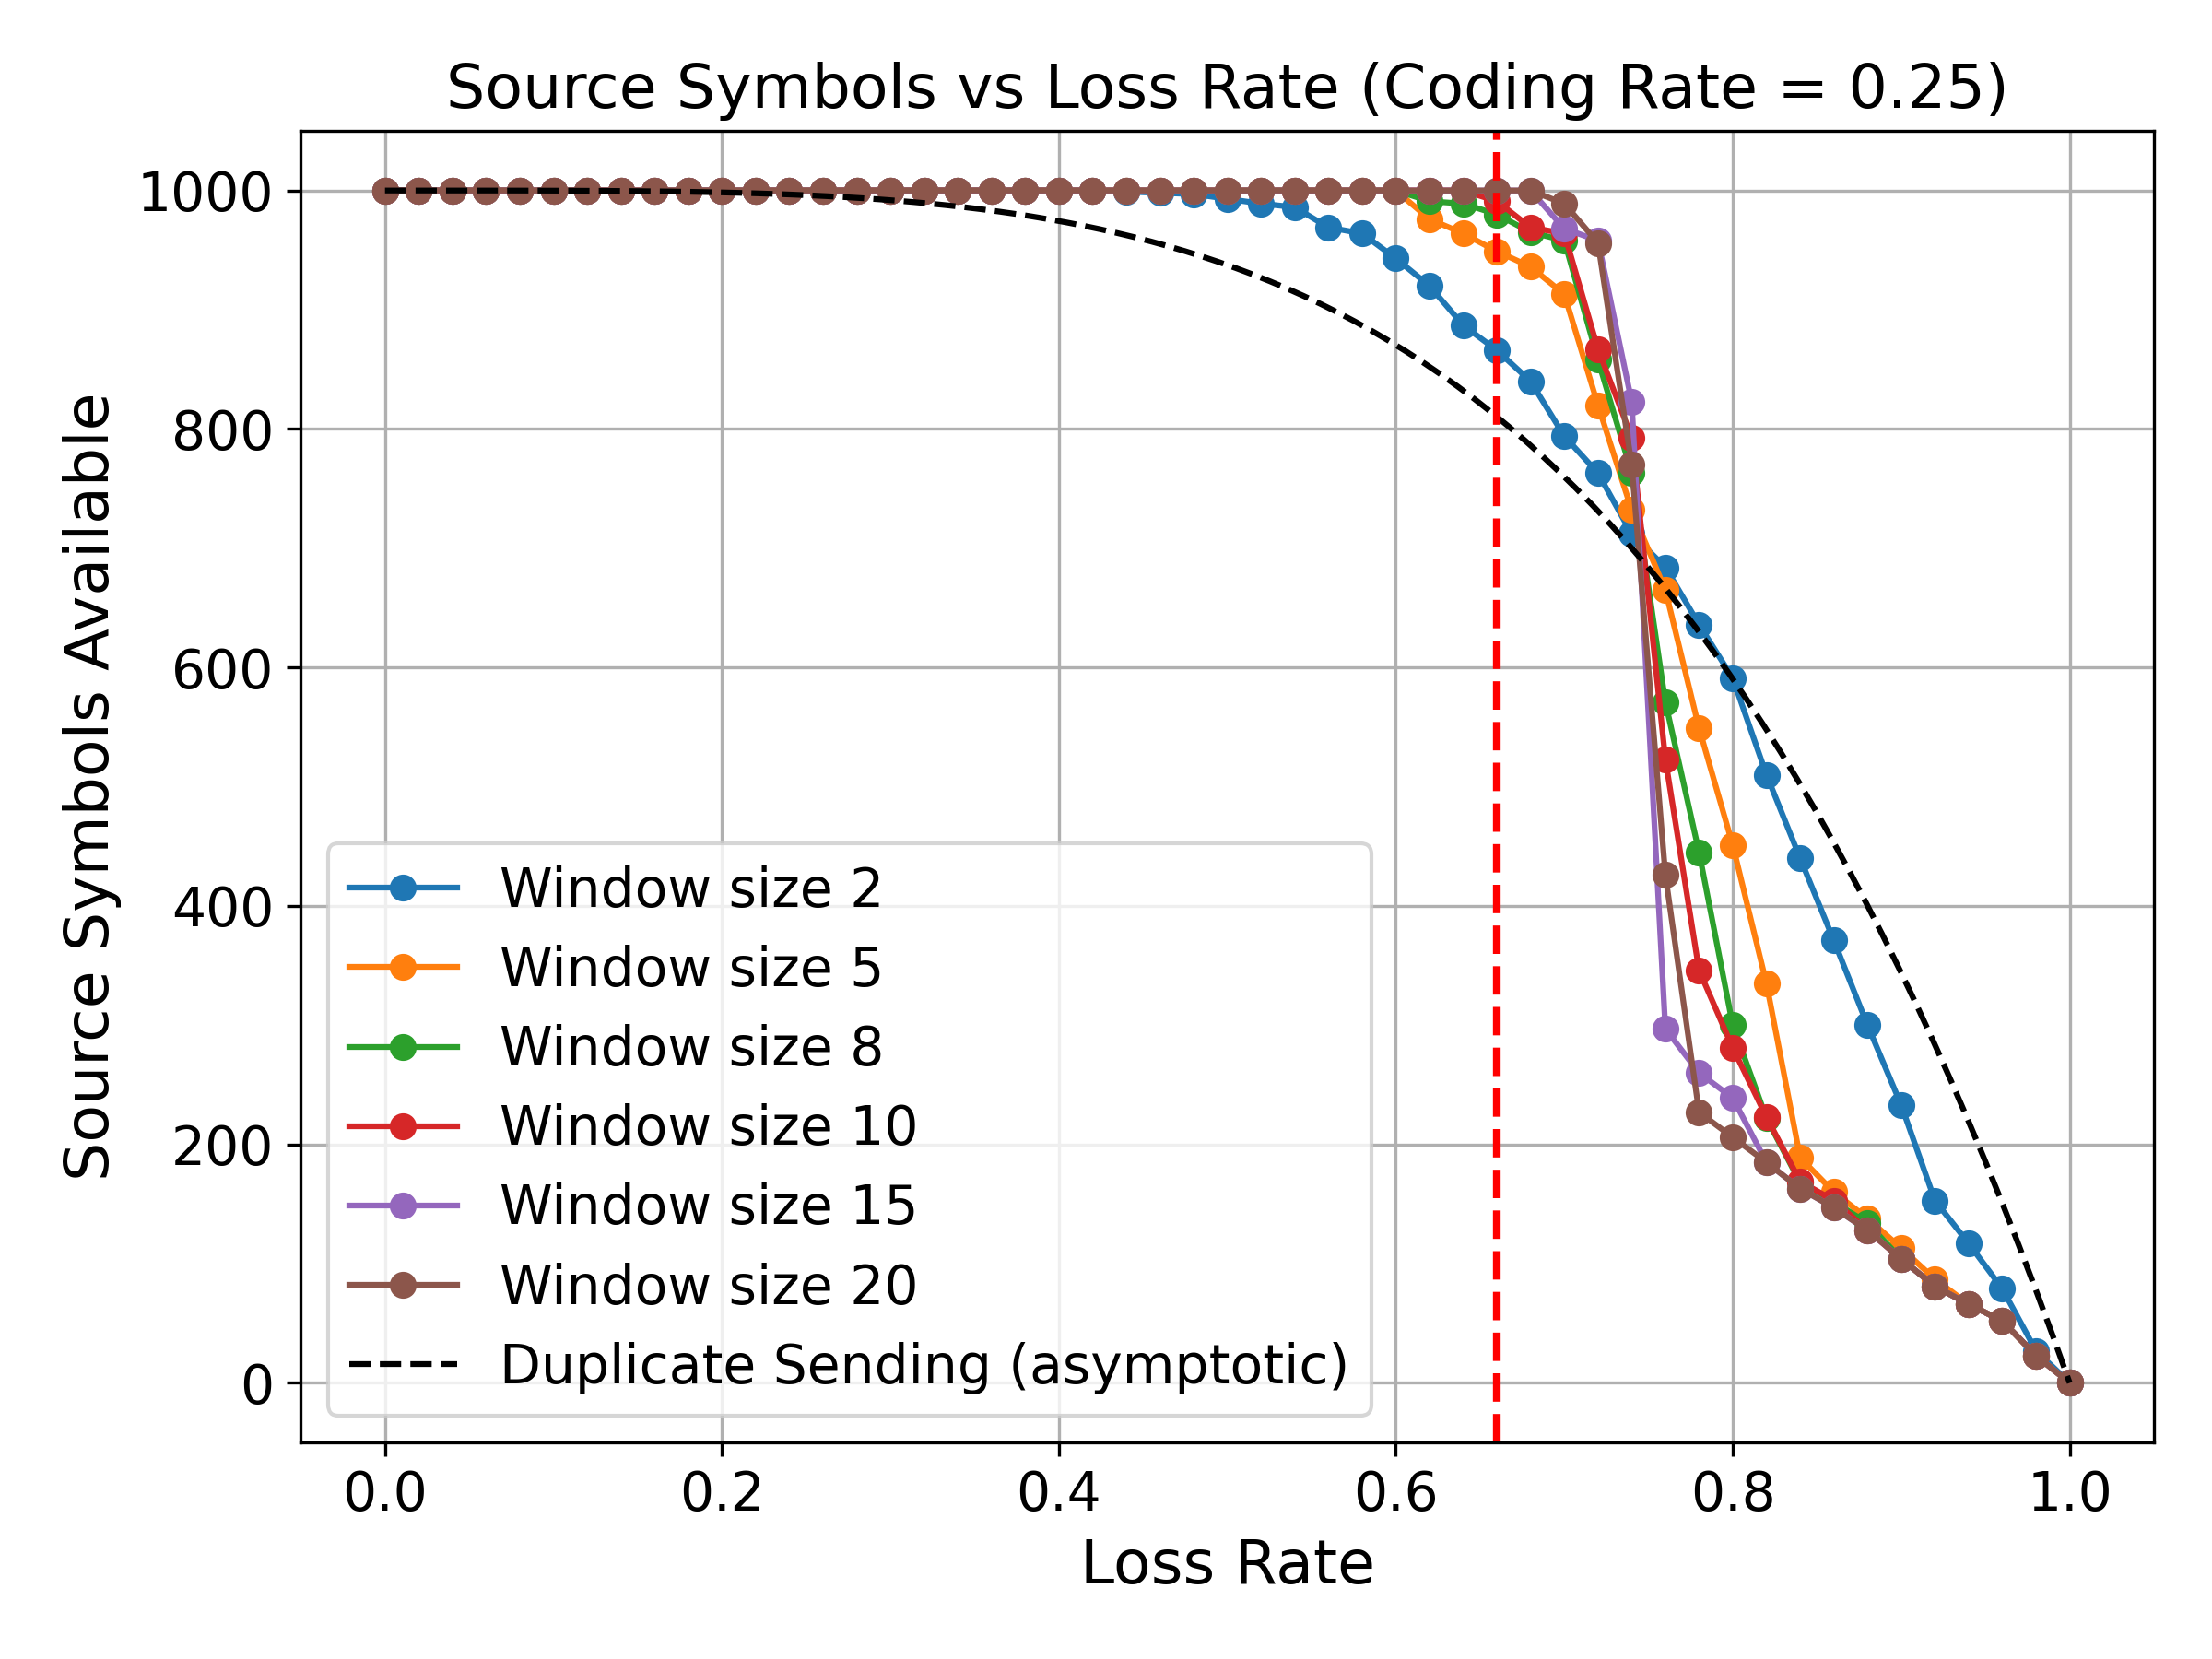 Source Symbols vs Loss Rate (Coding Rate = 0.25)
Source Symbols Available
1000
800
600
400
200
0
Window size 2
Window size 5
Window size 8
Window size 10
Window size 15
Window size 20
Duplicate Sending (asymptotic)
0.0 0.2 0.4 0.6 0.8 1.0
Loss Rate